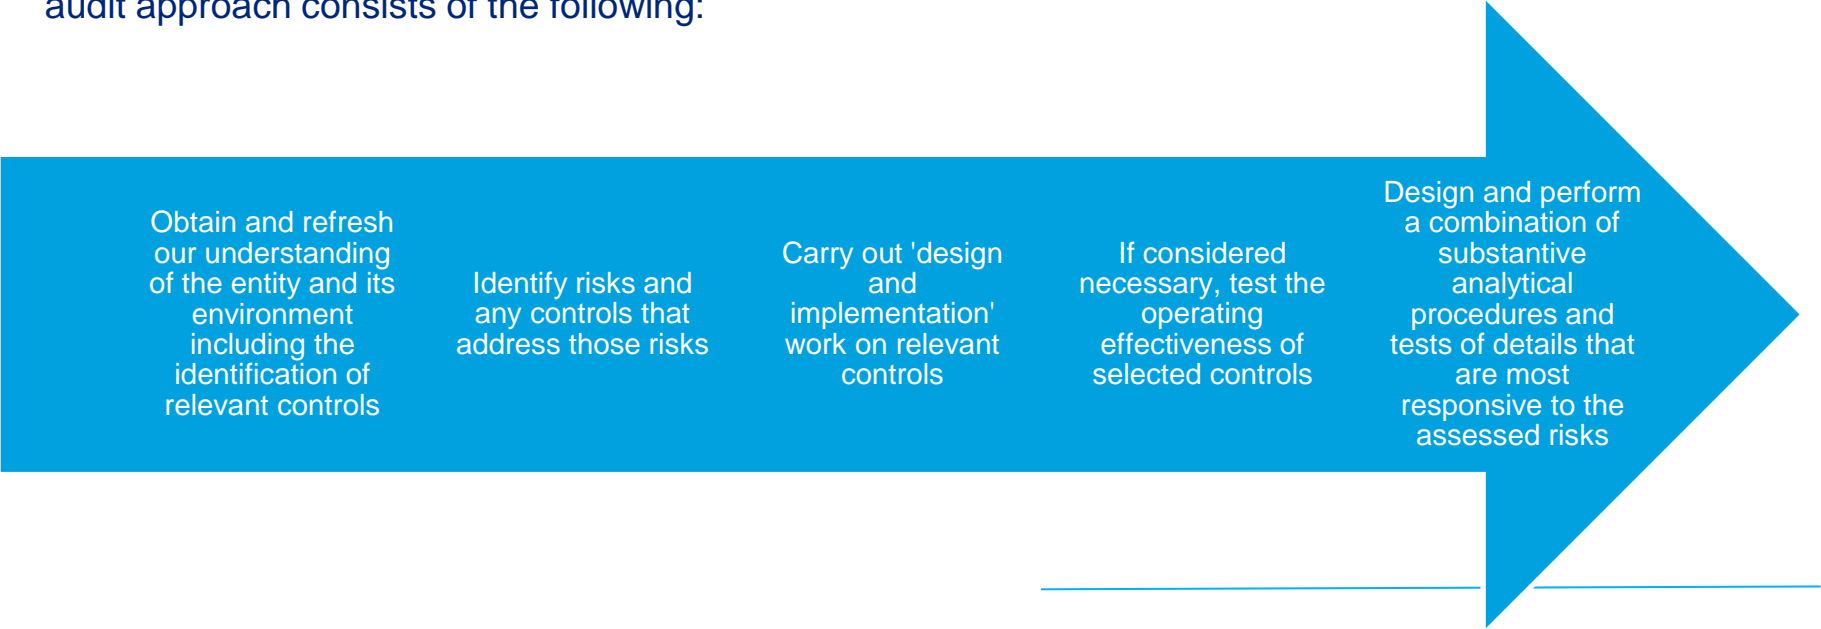 audit approach consists of the following:
Obtain and refresh
our understanding
of the entity and its
environment
including the
identification of
relevant controls
Identify risks and
any controls that
address those risks
Carry out 'design
and
implementation'
work on relevant
controls
If considered
necessary, test the
operating
effectiveness of
selected controls
Design and perform
a combination of
substantive
analytical
procedures and
tests of details that
are most
responsive to the
assessed risks